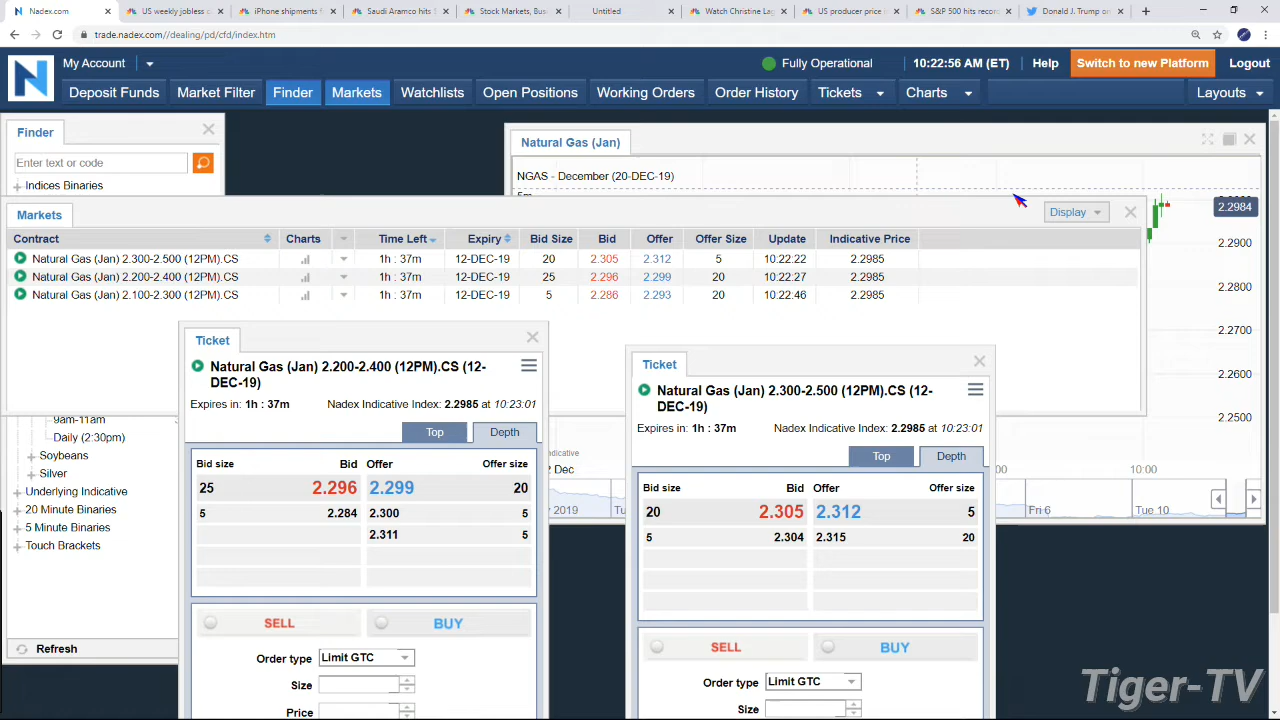 Nadex.com
US weekly jobless c
iPhone shipments f
Saudi Aramco hits
Stock Markets, Bus
Untitled
Watch Christine Lag
US producer price
S&P 500 hits recor
Donald J. Trump on
trade.nadex.com/dealing/pd/cfd/index.htm
My Account
Fully Operational
10:22:56 AM (ET)
Help
Switch to new Platform
Logout
Deposit Funds
Market Filter
Finder
Markets
Watchlists
Open Positions
Working Orders
Order History
Tickets
Charts
Layouts
Finder
Enter text or code
Indices Binaries
Natural Gas (Jan)
NGAS - December (20-DEC-19)
5m
2.2984
Markets
Display
Contract Charts Time Left Expiry Bid Size Bid Offer Offer Size Update Indicative Price
Natural Gas (Jan) 2.300-2.500 (12PM).CS 1h : 37m 12-DEC-19 20 2.305 2.312 5 10:22:22 2.2985
Natural Gas (Jan) 2.200-2.400 (12PM).CS 1h : 37m 12-DEC-19 25 2.296 2.299 20 10:22:27 2.2985
Natural Gas (Jan) 2.100-2.300 (12PM).CS 1h : 37m 12-DEC-19 5 2.286 2.293 20 10:22:46 2.2985
2.2900
2.2800
2.2700
2.2600
2.2500
Ticket
Natural Gas (Jan) 2.200-2.400 (12PM).CS (12-
DEC-19)
Expires in: 1h : 37m Nadex Indicative Index: 2.2985 at 10:23:01
Top Depth
Bid size Bid Offer Offer size
25 2.296 2.299 20
5 2.284 2.300 5
2.311 5
SELL BUY
Order type Limit GTC
Size
Price
Ticket
Natural Gas (Jan) 2.300-2.500 (12PM).CS (12-
DEC-19)
Expires in: 1h : 37m Nadex Indicative Index: 2.2985 at 10:23:01
Top Depth
Bid size Bid Offer Offer size
20 2.305 2.312 5
5 2.304 2.315 20
SELL BUY
Order type Limit GTC
Size
9am-11am
Daily (2:30pm)
Soybeans
Silver
Underlying Indicative
20 Minute Binaries
5 Minute Binaries
Touch Brackets
Refresh
indicative
2 Dec
:00
10:00
2019
Fri 6
Tue 10
Tiger-TV